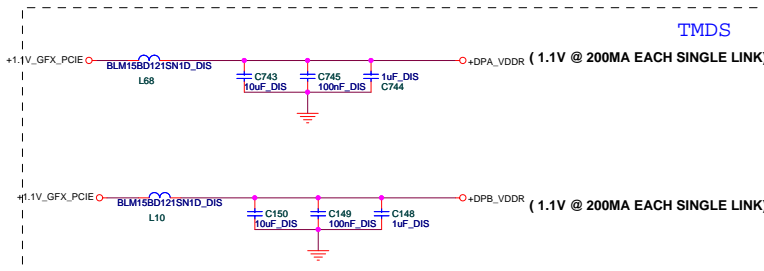 TMDS
+1.1V_GFX_PCIE
BLM15BD121SN1D_DIS
L68
C743
10uF_DIS
C745
100nF_DIS
1uF_DIS
C744
+DPA_VDDR
( 1.1V @ 200MA EACH SINGLE LINK)
+1.1V_GFX_PCIE
BLM15BD121SN1D_DIS
L10
C150
10uF_DIS
C149
100nF_DIS
C148
1uF_DIS
+DPB_VDDR
( 1.1V @ 200MA EACH SINGLE LINK)